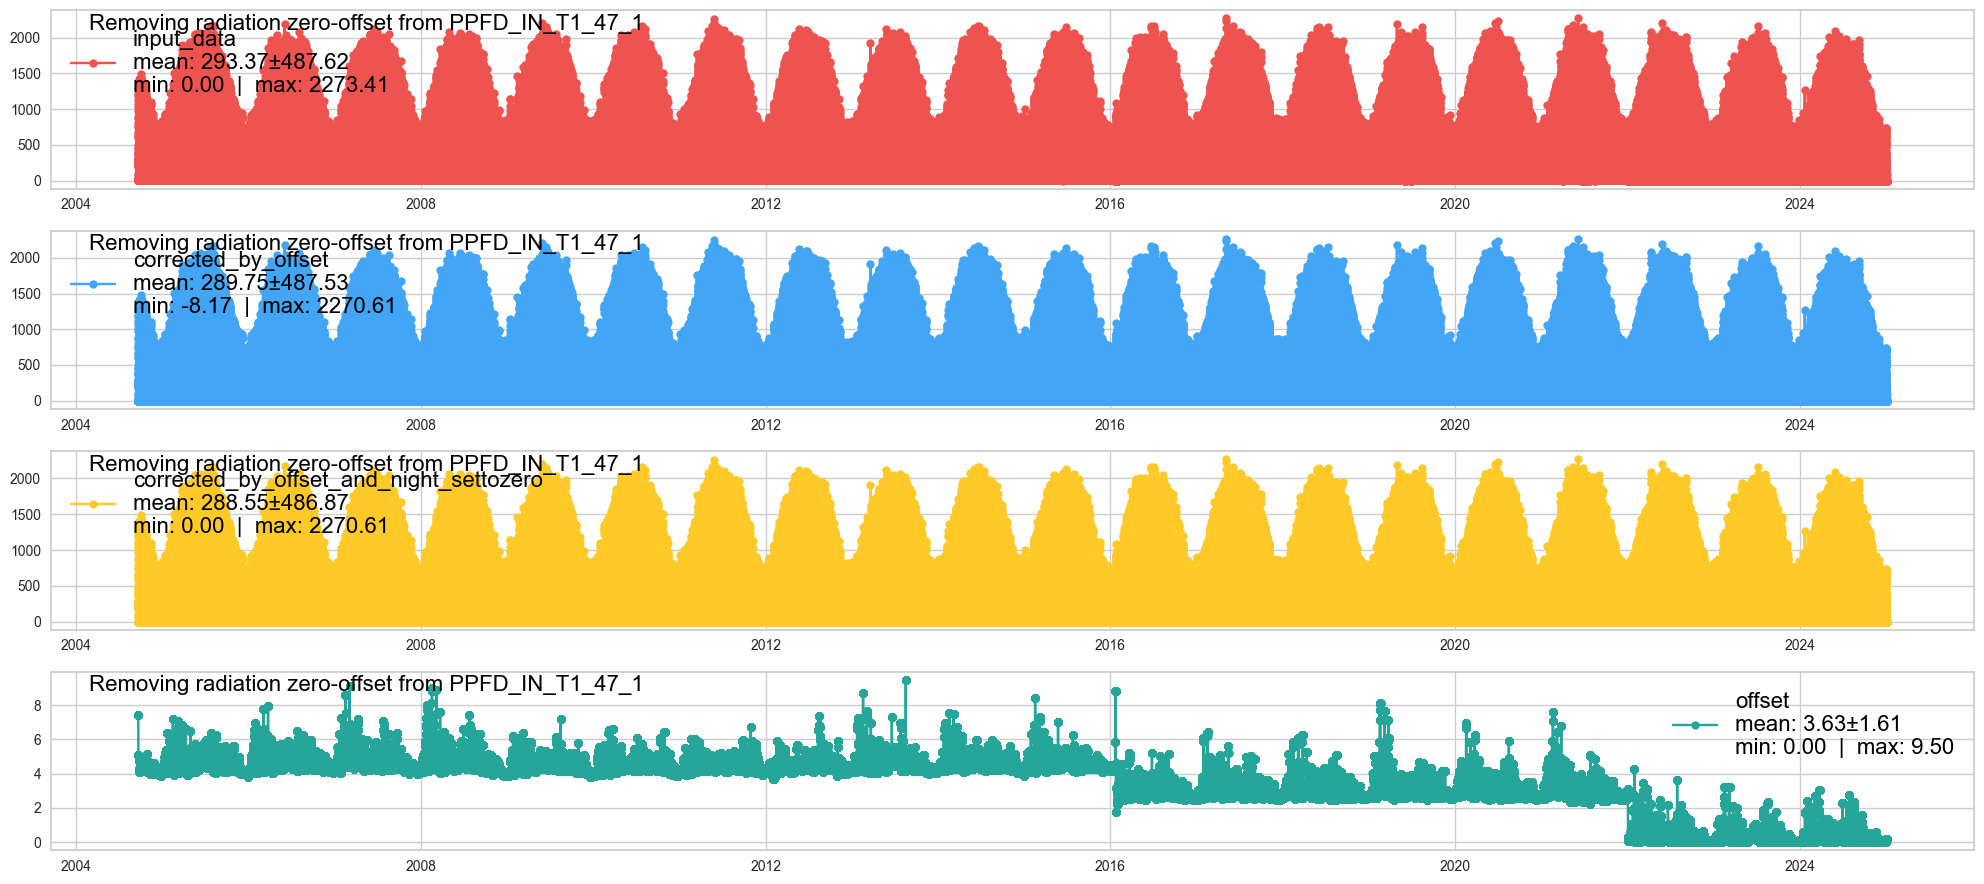 Removing radiation zero-offset from PPFD_IN_T1_47_1
input_data
mean: 293.37±487.62
min: 0.00 | max: 2273.41
2000
1500
1000
500
0
2004 2008 2012 2016 2020 2024
Removing radiation zero-offset from PPFD_IN_T1_47_1
corrected_by_offset
mean: 289.75±487.53
min: -8.17 | max: 2270.61
2000
1500
1000
500
0
2004 2008 2012 2016 2020 2024
Removing radiation zero-offset from PPFD_IN_T1_47_1
corrected_by_offset_and_night_settozero
mean: 288.55±486.87
min: 0.00 | max: 2270.61
2000
1500
1000
500
0
2004 2008 2012 2016 2020 2024
Removing radiation zero-offset from PPFD_IN_T1_47_1
offset
mean: 3.63±1.61
min: 0.00 | max: 9.50
8
6
4
2
0
2004 2008 2012 2016 2020 2024